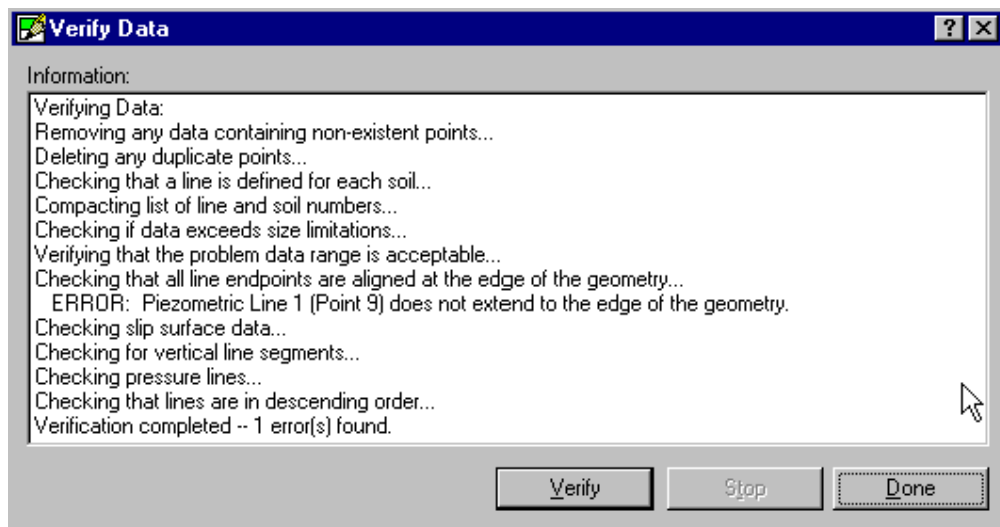 Verify Data
Information:
Verifying Data:
Removing any data containing non-existent points...
Deleting any duplicate points...
Checking that a line is defined for each soil...
Compacting list of line and soil numbers...
Checking if data exceeds size limitations...
Verifying that the problem data range is acceptable...
Checking that all line endpoints are aligned at the edge of the geometry...
ERROR: Piezometric Line 1 (Point 9) does not extend to the edge of the geometry.
Checking slip surface data...
Checking for vertical line segments...
Checking pressure lines...
Checking that lines are in descending order...
Verification completed -- 1 error(s) found.
Verify Stop Done